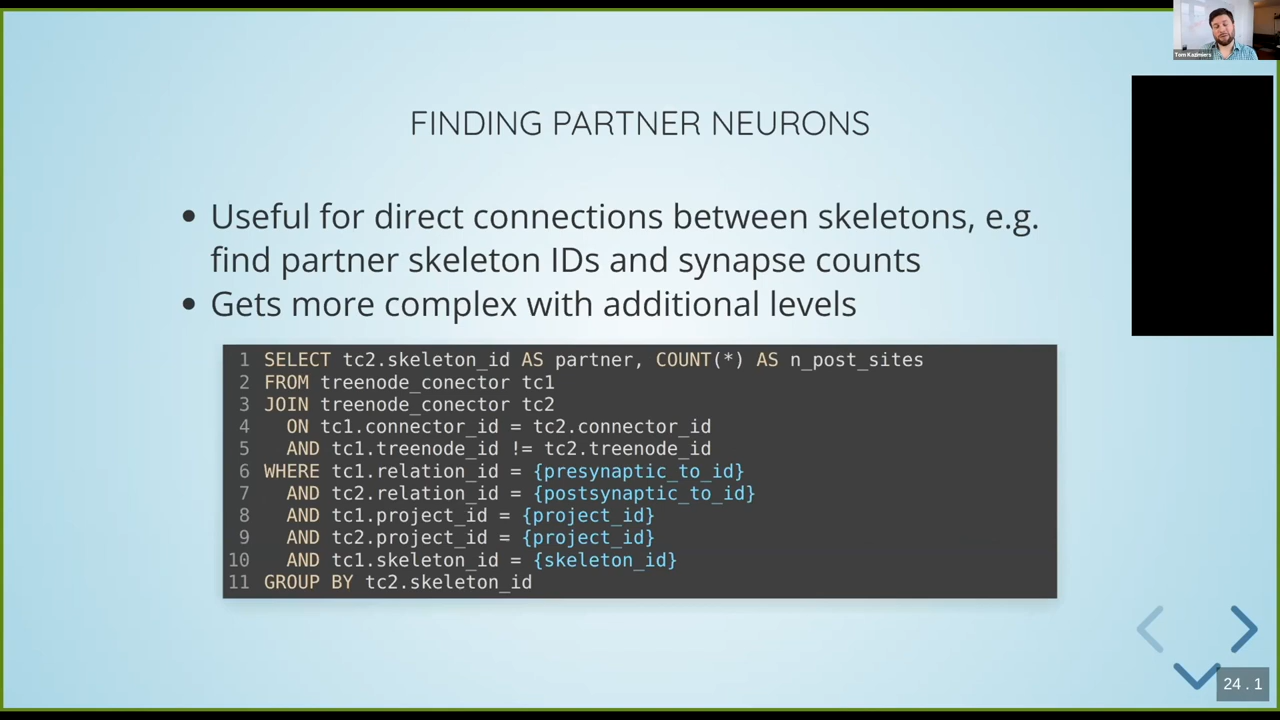 Tom Kazimiers
FINDING PARTNER NEURONS
• Useful for direct connections between skeletons, e.g.
find partner skeleton IDs and synapse counts
• Gets more complex with additional levels
1 SELECT tc2.skeleton_id AS partner, COUNT(*) AS n_post_sites
2 FROM treenode_conector tc1
3 JOIN treenode_conector tc2
4 ON tc1.connector_id = tc2.connector_id
5 AND tc1.treenode_id != tc2.treenode_id
6 WHERE tc1.relation_id = {presynaptic_to_id}
7 AND tc2.relation_id = {postsynaptic_to_id}
8 AND tc1.project_id = {project_id}
9 AND tc2.project_id = {project_id}
10 AND tc1.skeleton_id = {skeleton_id}
11 GROUP BY tc2.skeleton_id
24 . 1